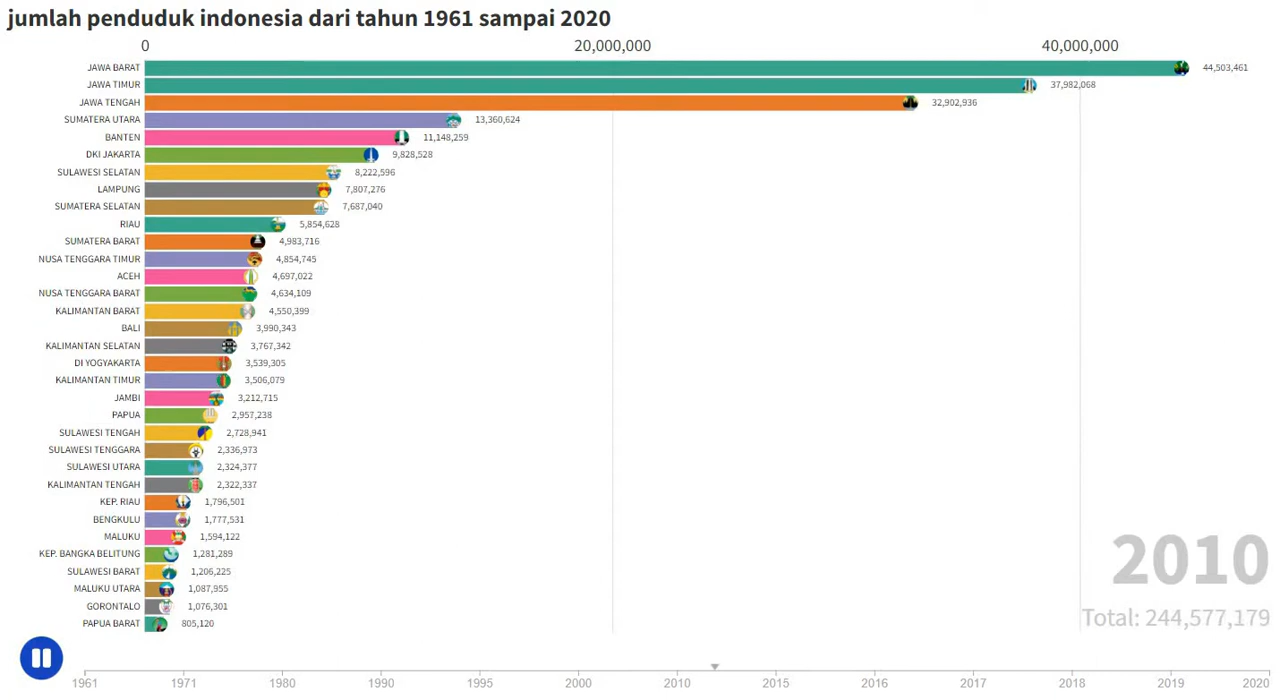 jumlah penduduk indonesia dari tahun 1961 sampai 2020
0 20,000,000 40,000,000
JAWA BARAT 44,503,461
JAWA TIMUR 37,982,068
JAWA TENGAH 32,902,936
SUMATERA UTARA 13,360,624
BANTEN 11,148,259
DKI JAKARTA 9,828,528
SULAWESI SELATAN 8,222,596
LAMPUNG 7,807,276
SUMATERA SELATAN 7,687,040
RIAU 5,854,628
SUMATERA BARAT 4,983,716
NUSA TENGGARA TIMUR 4,854,745
ACEH 4,697,022
NUSA TENGGARA BARAT 4,634,109
KALIMANTAN BARAT 4,550,399
BALI 3,990,343
KALIMANTAN SELATAN 3,767,342
DI YOGYAKARTA 3,539,305
KALIMANTAN TIMUR 3,506,079
JAMBI 3,212,715
PAPUA 2,957,238
SULAWESI TENGAH 2,728,941
SULAWESI TENGGARA 2,336,973
SULAWESI UTARA 2,324,377
KALIMANTAN TENGAH 2,322,337
KEP. RIAU 1,796,501
BENGKULU 1,777,531
MALUKU 1,594,122
KEP. BANGKA BELITUNG 1,281,289
SULAWESI BARAT 1,206,225
MALUKU UTARA 1,087,955
GORONTALO 1,076,301
PAPUA BARAT 805,120
2010
Total: 244,577,179
1961 1971 1980 1990 1995 2000 2010 2015 2016 2017 2018 2019 2020